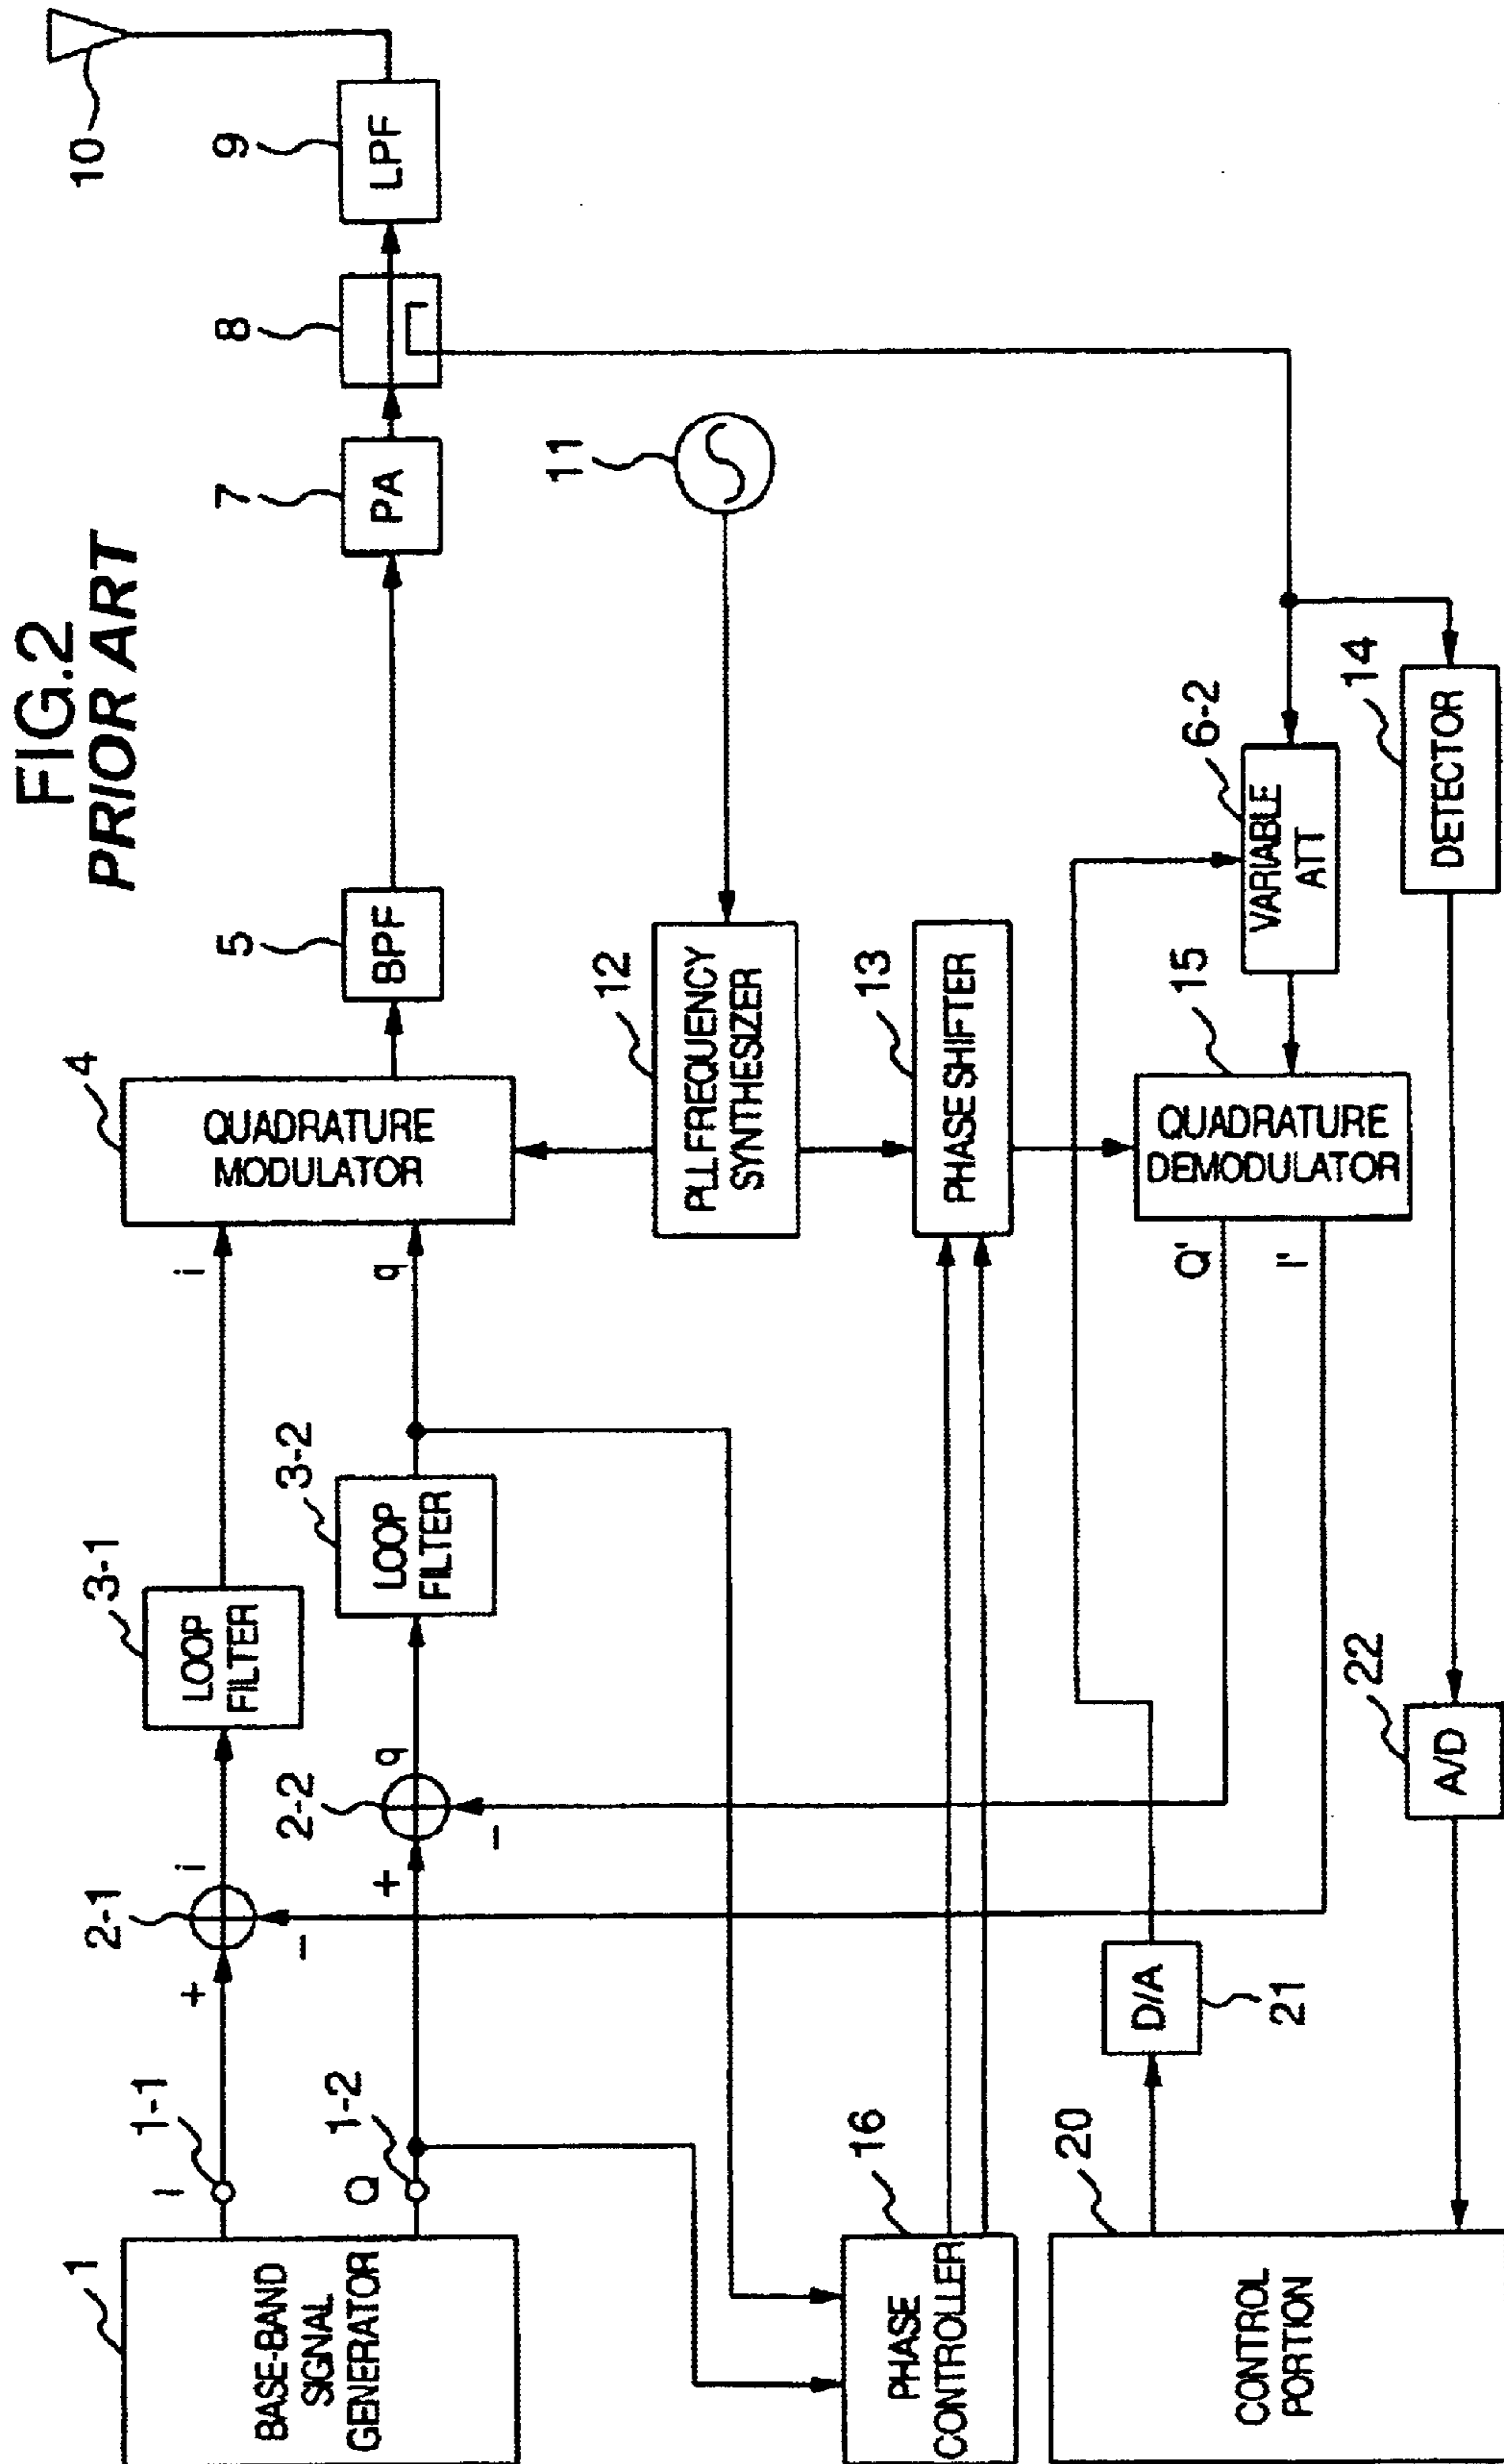 FIG.2
PRIOR ART
1
BASE-BAND
SIGNAL
GENERATOR
I
1-1
Q
1-2
+
2-1
−
i
+
2-2
−
q
3-1
LOOP
FILTER
3-2
LOOP
FILTER
i
q
4
QUADRATURE
MODULATOR
5
BPF
7
PA
8
9
LPF
10
11
12
PLL FREQUENCY
SYNTHESIZER
13
PHASE SHIFTER
16
PHASE
CONTROLLER
Q'
I'
15
QUADRATURE
DEMODULATOR
6-2
VARIABLE
ATT
14
DETECTOR
20
CONTROL
PORTION
D/A
21
22
A/D